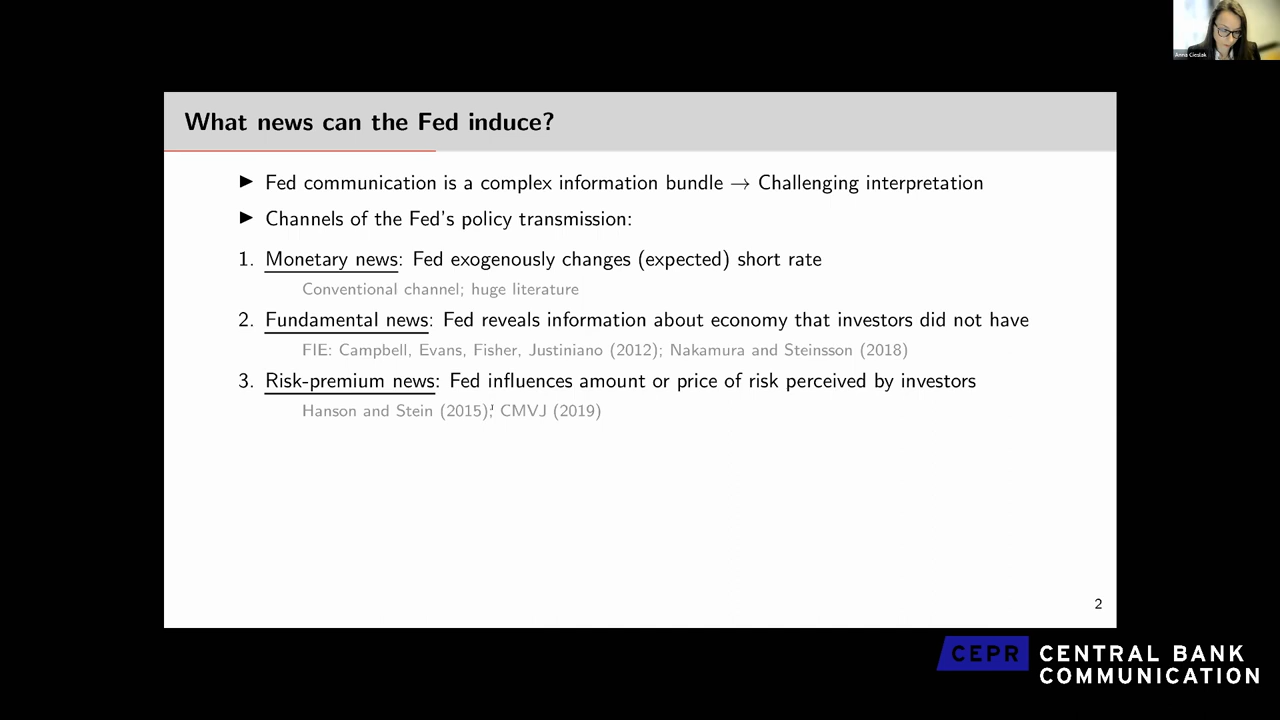 Anna Cieslak
What news can the Fed induce?
▶ Fed communication is a complex information bundle → Challenging interpretation
▶ Channels of the Fed's policy transmission:
1. Monetary news: Fed exogenously changes (expected) short rate
Conventional channel; huge literature
2. Fundamental news: Fed reveals information about economy that investors did not have
FIE: Campbell, Evans, Fisher, Justiniano (2012); Nakamura and Steinsson (2018)
3. Risk-premium news: Fed influences amount or price of risk perceived by investors
Hanson and Stein (2015); CMVJ (2019)
2
CEPR CENTRAL BANK
COMMUNICATION